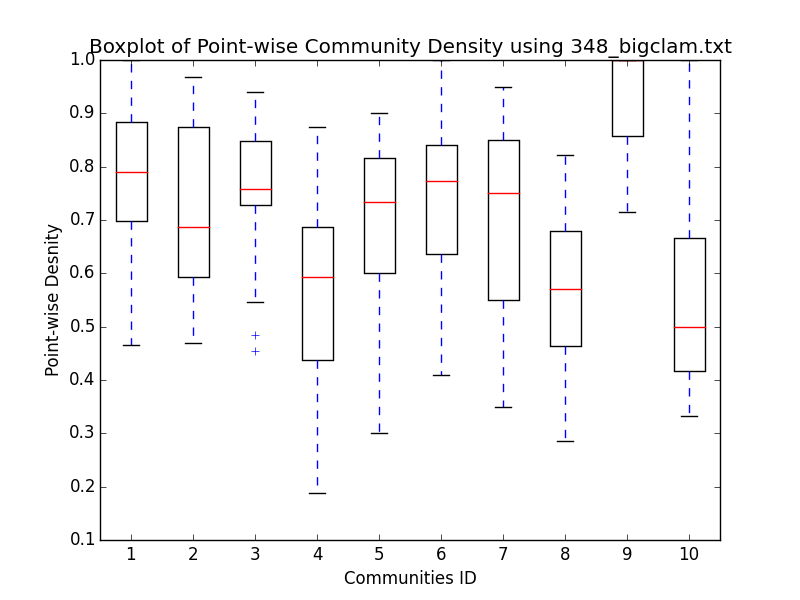 Boxplot of Point-wise Community Density using 348_bigclam.txt
1.0
0.9
0.8
0.7
0.6
0.5
0.4
0.3
0.2
0.1
Point-wise Desnity
1 2 3 4 5 6 7 8 9 10
Communities ID